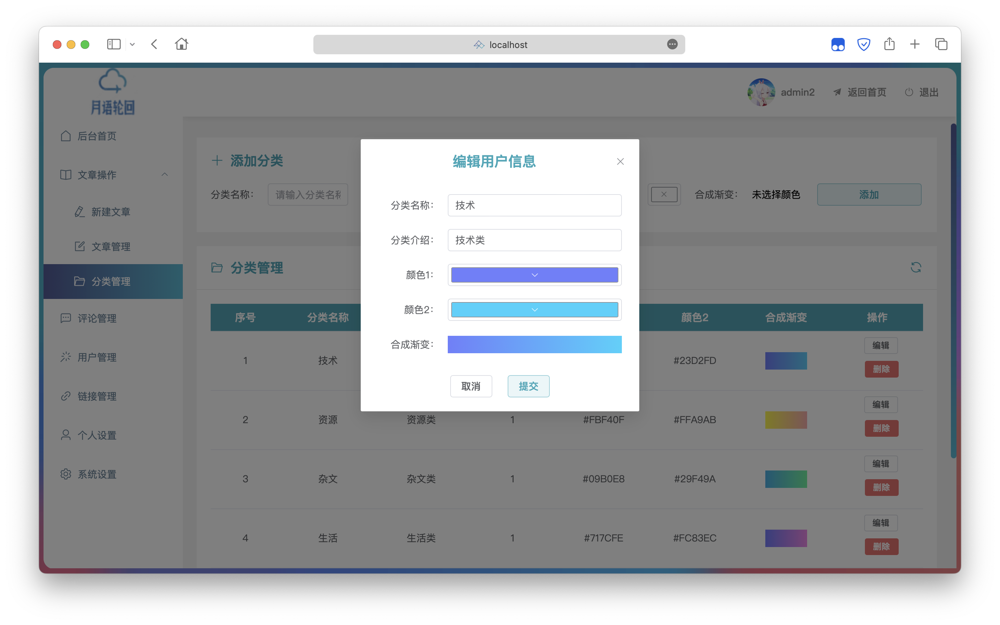 localhost
月语轮回
admin2
返回首页
退出
后台首页
文章操作
新建文章
文章管理
分类管理
评论管理
用户管理
链接管理
个人设置
系统设置
添加分类
分类名称：
请输入分类名称
合成渐变：
未选择颜色
添加
分类管理
序号 分类名称 颜色2 合成渐变 操作
1 技术 #23D2FD 编辑 删除
2 资源 资源类 1 #FBF40F #FFA9AB 编辑 删除
3 杂文 杂文类 1 #09B0E8 #29F49A 编辑 删除
4 生活 生活类 1 #717CFE #FC83EC 编辑 删除
编辑用户信息
分类名称： 技术
分类介绍： 技术类
颜色1：
颜色2：
合成渐变：
取消 提交